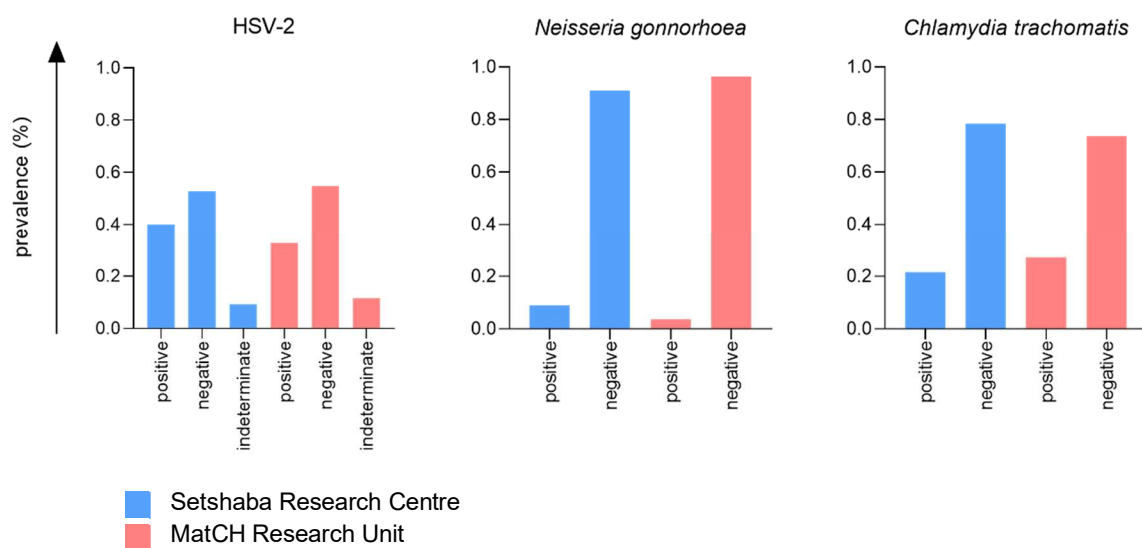 HSV-2
Neisseria gonnorhoea
Chlamydia trachomatis
prevalence (%)
1.0
0.8
0.6
0.4
0.2
0.0
positive
negative
indeterminate
positive
negative
indeterminate
1.0
0.8
0.6
0.4
0.2
0.0
positive
negative
positive
negative
1.0
0.8
0.6
0.4
0.2
0.0
positive
negative
positive
negative
Setshaba Research Centre
MatCH Research Unit